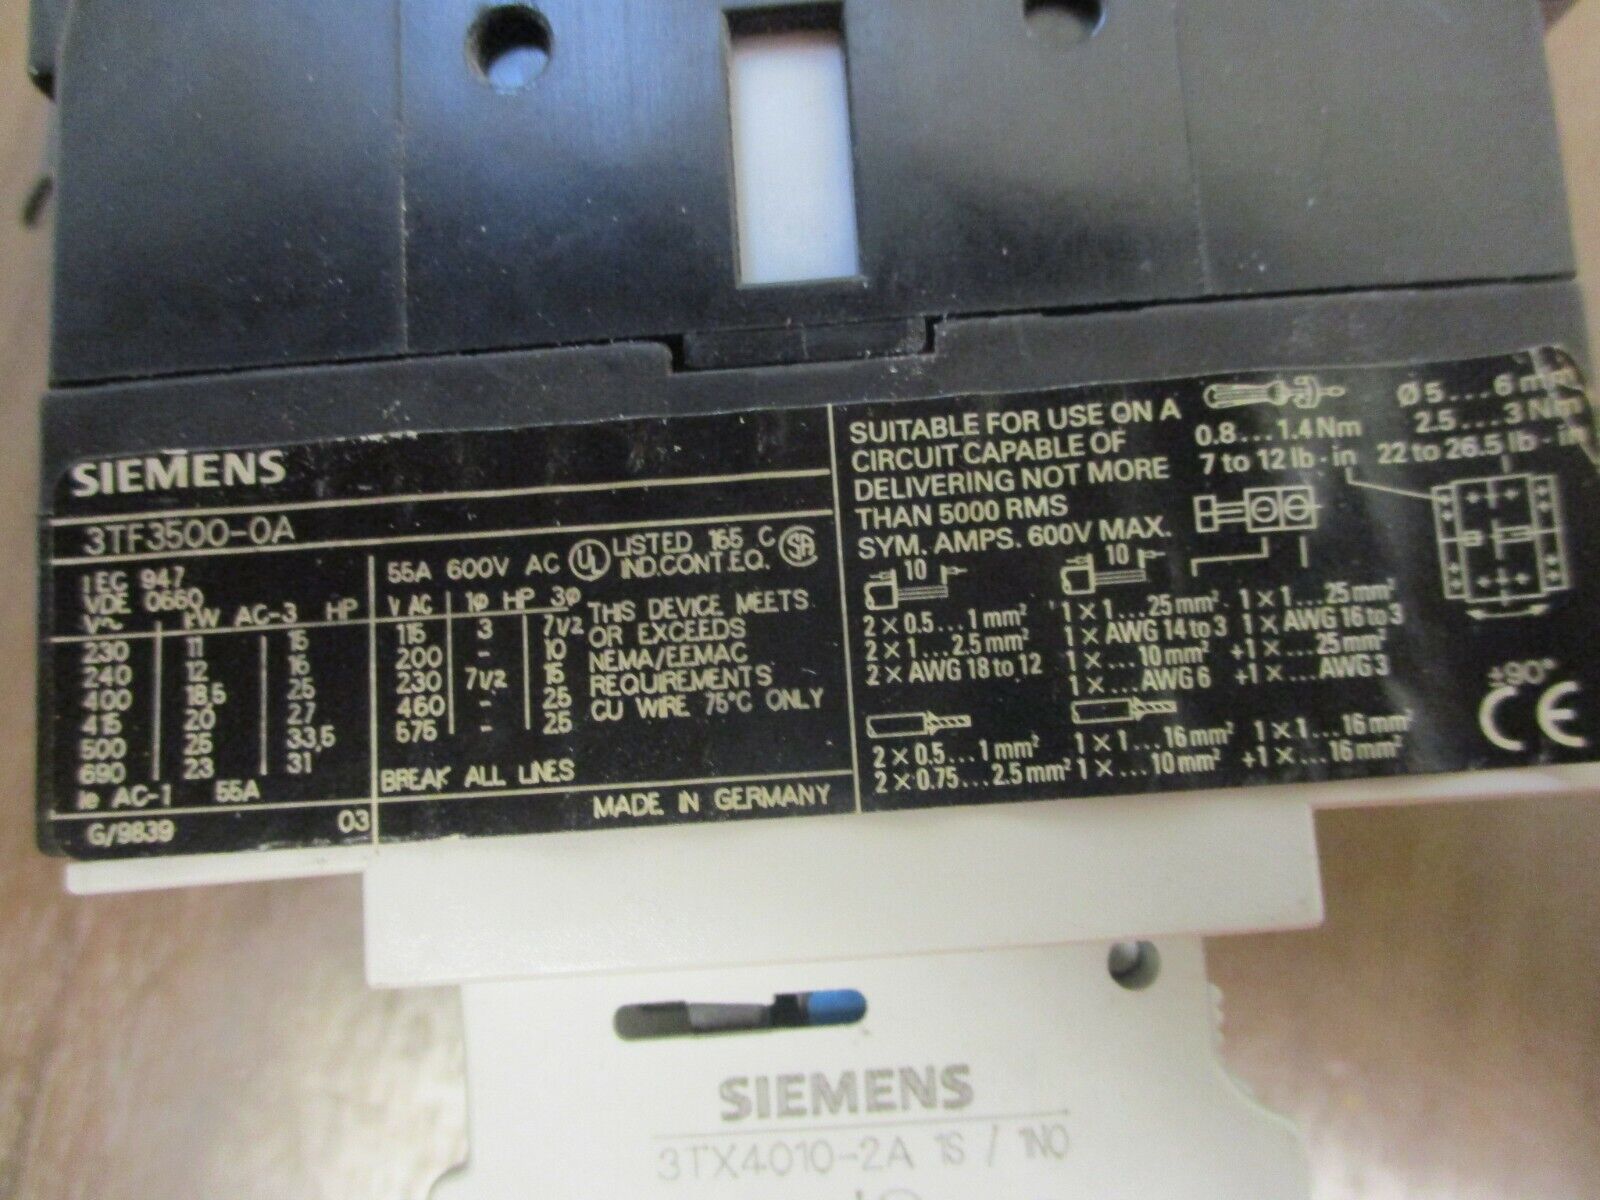 SIEMENS
3TF3500-0A
IEC 947
VDE 0660
V~ kW AC-3 HP
230 11 15
240 12 16
400 18,5 25
415 20 27
500 25 33,5
690 23 31
Ie AC-1 55A
G/9839 03
55A 600V AC UL LISTED 165 C SA
IND.CONT.EQ.
V AC 1Ø HP 3Ø
115 3 7 1/2
200 - 10
230 7 1/2 15
460 - 25
575 - 25
THIS DEVICE MEETS
OR EXCEEDS
NEMA/EEMAC
REQUIREMENTS
CU WIRE 75°C ONLY
BREAK ALL LINES
MADE IN GERMANY
SUITABLE FOR USE ON A
CIRCUIT CAPABLE OF
DELIVERING NOT MORE
THAN 5000 RMS
SYM. AMPS. 600V MAX.
0.8...1.4 Nm
7 to 12 lb-in
Ø 5...6 mm
2.5...3 Nm
22 to 26.5 lb-in
10
2 × 0.5...1 mm²
2 × 1...2.5 mm²
2 × AWG 18 to 12
10
1 × 1...25 mm²
1 × AWG 14 to 3
1 × ...10 mm²
1 × ...AWG 6
1 × 1...25 mm²
1 × AWG 16 to 3
+1 × ...25 mm²
+1 × ...AWG 3
2 × 0.5...1 mm²
2 × 0.75...2.5 mm²
1 × 1...16 mm²
1 × ...10 mm²
1 × 1...16 mm²
+1 × ...16 mm²
±90°
CE
SIEMENS
3TX4010-2A 1S / 1NO